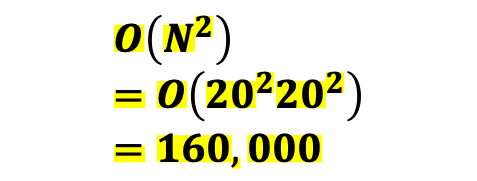 O(N²)
= O(20²20²)
= 160,000